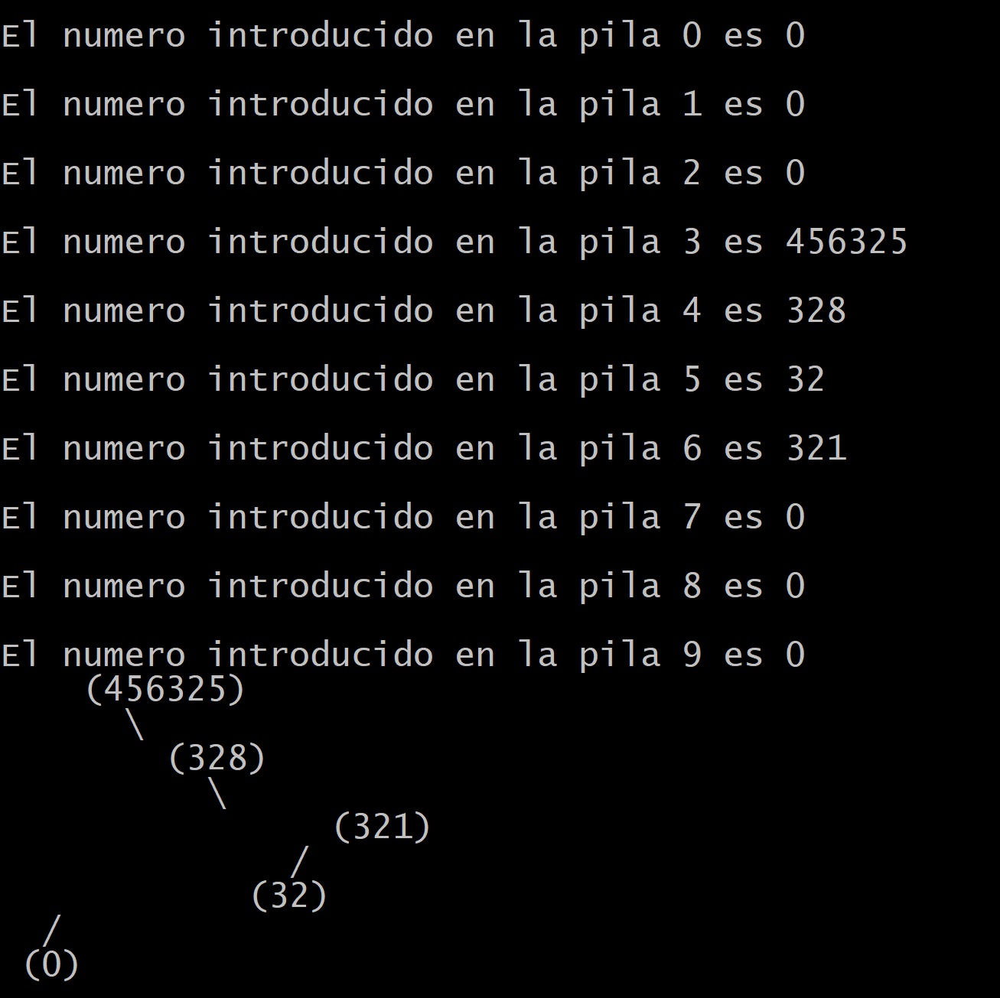 El numero introducido en la pila 0 es 0
El numero introducido en la pila 1 es 0
El numero introducido en la pila 2 es 0
El numero introducido en la pila 3 es 456325
El numero introducido en la pila 4 es 328
El numero introducido en la pila 5 es 32
El numero introducido en la pila 6 es 321
El numero introducido en la pila 7 es 0
El numero introducido en la pila 8 es 0
El numero introducido en la pila 9 es 0
(456325)
\
(328)
\
(321)
/
(32)
/
(0)